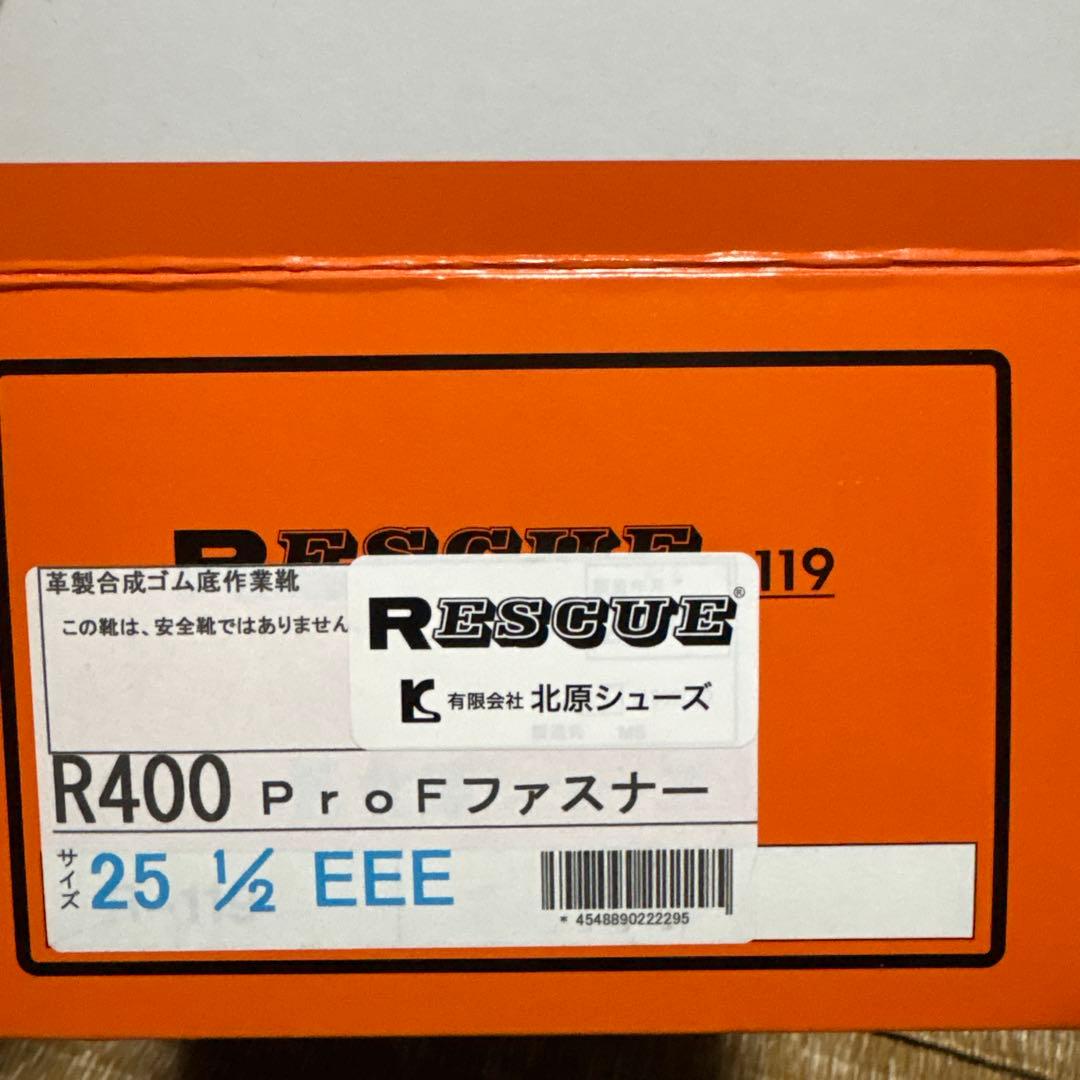 RESCUE 119
革製合成ゴム底作業靴
この靴は、安全靴ではありません
RESCUE®
有限会社 北原シューズ
R400 ProFファスナー
サイズ 25 ½ EEE
* 4548890222295